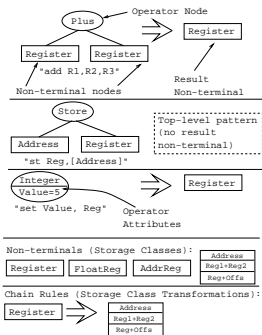 Operator Node
Plus
Register
Register Register
"add R1,R2,R3"
Result
Non-terminal nodes Non-Terminal
Store
Top-level pattern
(no result
non-terminal)
Address Register
"st Reg,[Address]"
Integer
Value=5
Register
"set Value, Reg"
Operator
Attributes
Non-terminals (Storage Classes):
Register FloatReg AddrReg
Address
Reg1+Reg2
Reg+Offs
Chain Rules (Storage Class Transformations):
Register
Address
Reg1+Reg2
Reg+Offs